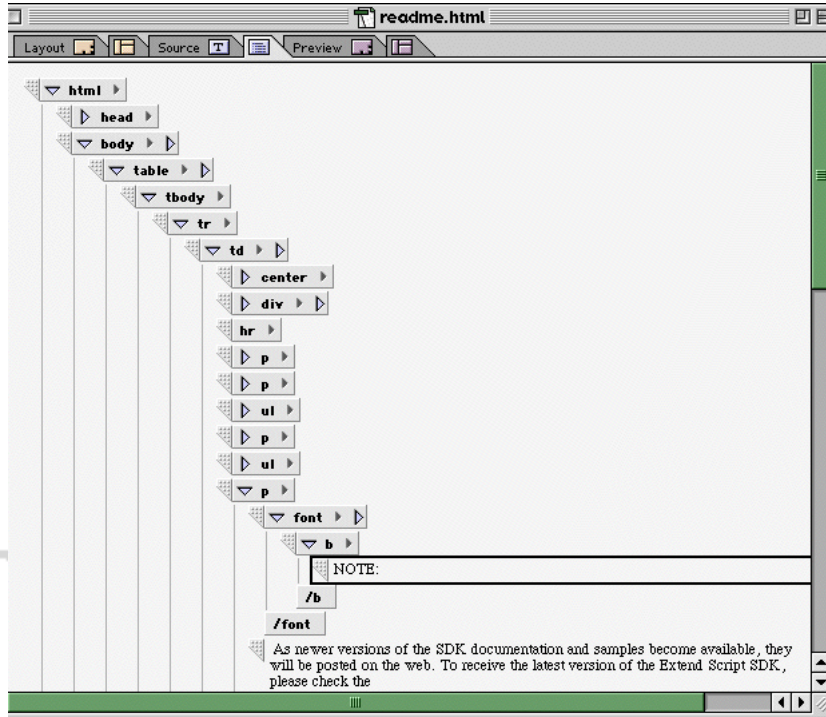 readme.html
Layout Source T Preview
html
head
body
table
tbody
tr
td
center
div
hr
p
p
ul
p
ul
p
font
b
NOTE:
/b
/font
As newer versions of the SDK documentation and samples become available, they
will be posted on the web. To receive the latest version of the Extend Script SDK,
please check the